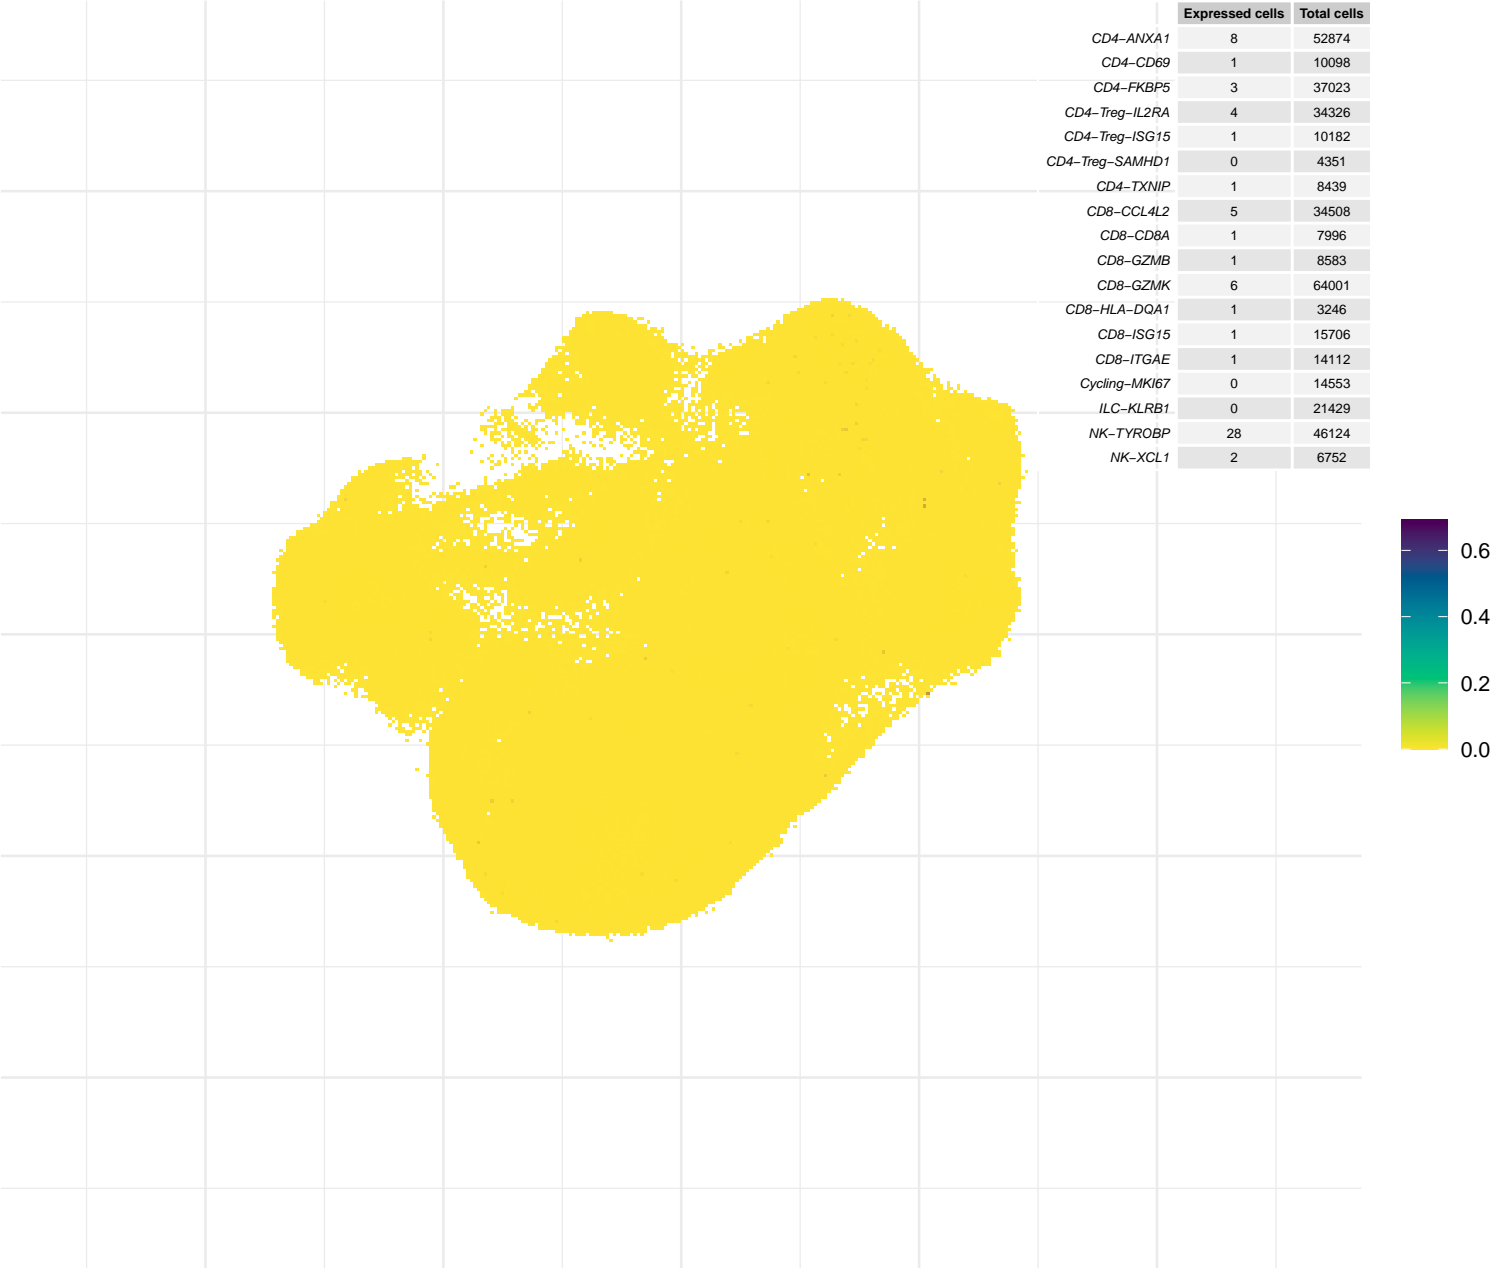 Expressed cells Total cells
CD4−ANXA1 8 52874
CD4−CD69 1 10098
CD4−FKBP5 3 37023
CD4−Treg−IL2RA 4 34326
CD4−Treg−ISG15 1 10182
CD4−Treg−SAMHD1 0 4351
CD4−TXNIP 1 8439
CD8−CCL4L2 5 34508
CD8−CD8A 1 7996
CD8−GZMB 1 8583
CD8−GZMK 6 64001
CD8−HLA−DQA1 1 3246
CD8−ISG15 1 15706
CD8−ITGAE 1 14112
Cycling−MKI67 0 14553
ILC−KLRB1 0 21429
NK−TYROBP 28 46124
NK−XCL1 2 6752
0.6
0.4
0.2
0.0